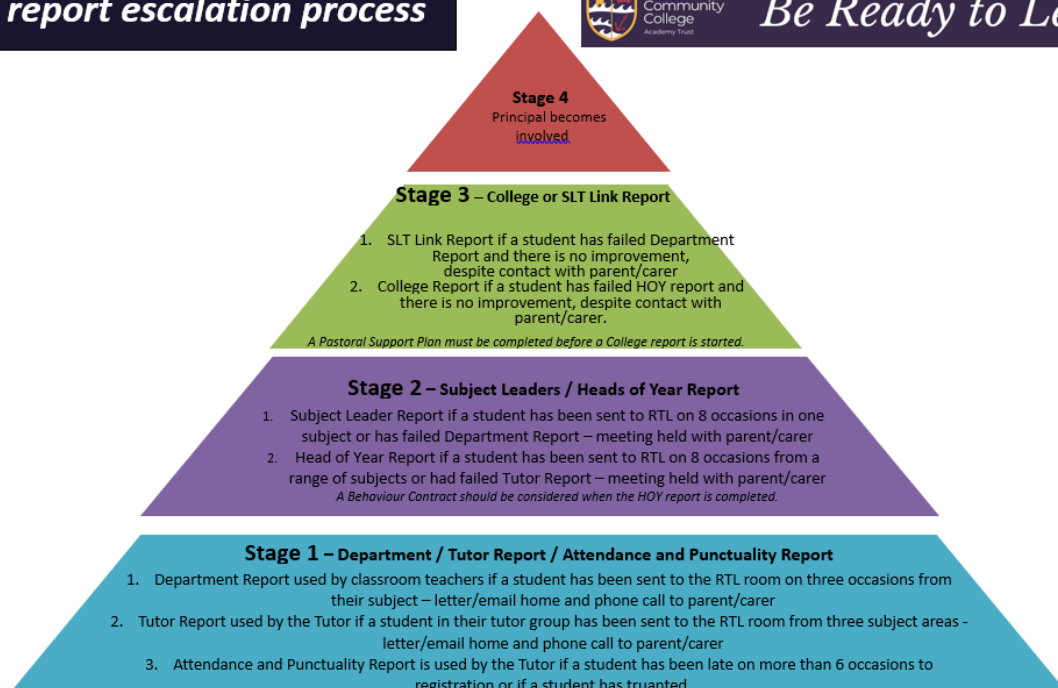 report escalation process
Community
College
Academy Trust
Be Ready to Le
Stage 4
Principal becomes
involved
Stage 3 – College or SLT Link Report
1. SLT Link Report if a student has failed Department
Report and there is no improvement,
despite contact with parent/carer
2. College Report if a student has failed HOY report and
there is no improvement, despite contact with
parent/carer.
A Pastoral Support Plan must be completed before a College report is started.
Stage 2 – Subject Leaders / Heads of Year Report
1. Subject Leader Report if a student has been sent to RTL on 8 occasions in one
subject or has failed Department Report – meeting held with parent/carer
2. Head of Year Report if a student has been sent to RTL on 8 occasions from a
range of subjects or had failed Tutor Report – meeting held with parent/carer
A Behaviour Contract should be considered when the HOY report is completed.
Stage 1 – Department / Tutor Report / Attendance and Punctuality Report
1. Department Report used by classroom teachers if a student has been sent to the RTL room on three occasions from
their subject – letter/email home and phone call to parent/carer
2. Tutor Report used by the Tutor if a student in their tutor group has been sent to the RTL room from three subject areas -
letter/email home and phone call to parent/carer
3. Attendance and Punctuality Report is used by the Tutor if a student has been late on more than 6 occasions to
registration or if a student has truanted